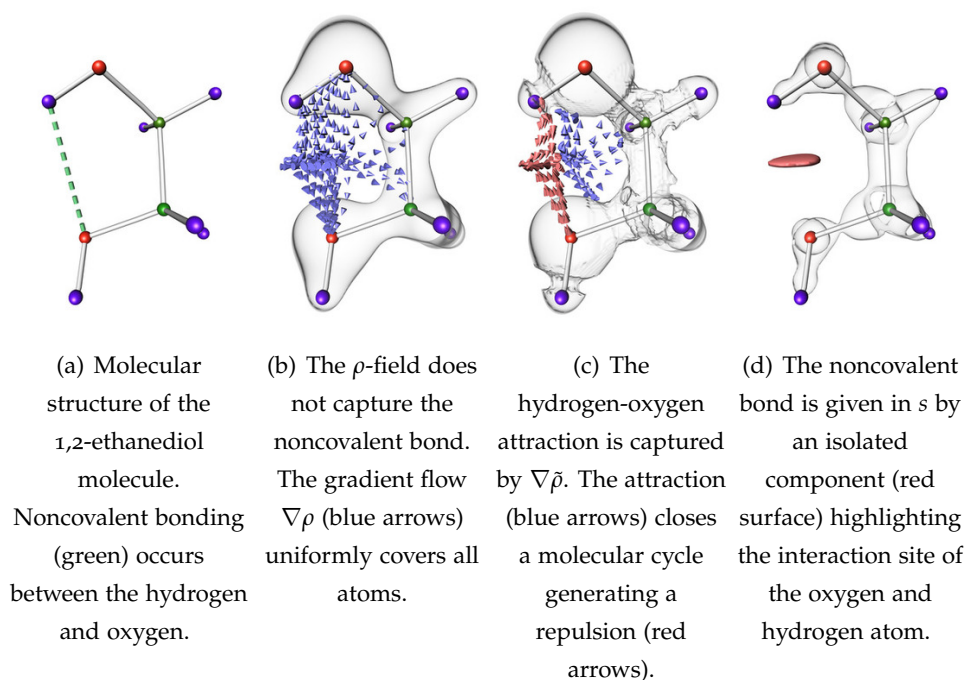 (a) Molecular
structure of the
1,2-ethanediol
molecule.
Noncovalent bonding
(green) occurs
between the hydrogen
and oxygen.
(b) The ρ-field does
not capture the
noncovalent bond.
The gradient flow
∇ρ (blue arrows)
uniformly covers all
atoms.
(c) The
hydrogen-oxygen
attraction is captured
by ∇ρ̃. The attraction
(blue arrows) closes
a molecular cycle
generating a
repulsion (red
arrows).
(d) The noncovalent
bond is given in s by
an isolated
component (red
surface) highlighting
the interaction site of
the oxygen and
hydrogen atom.